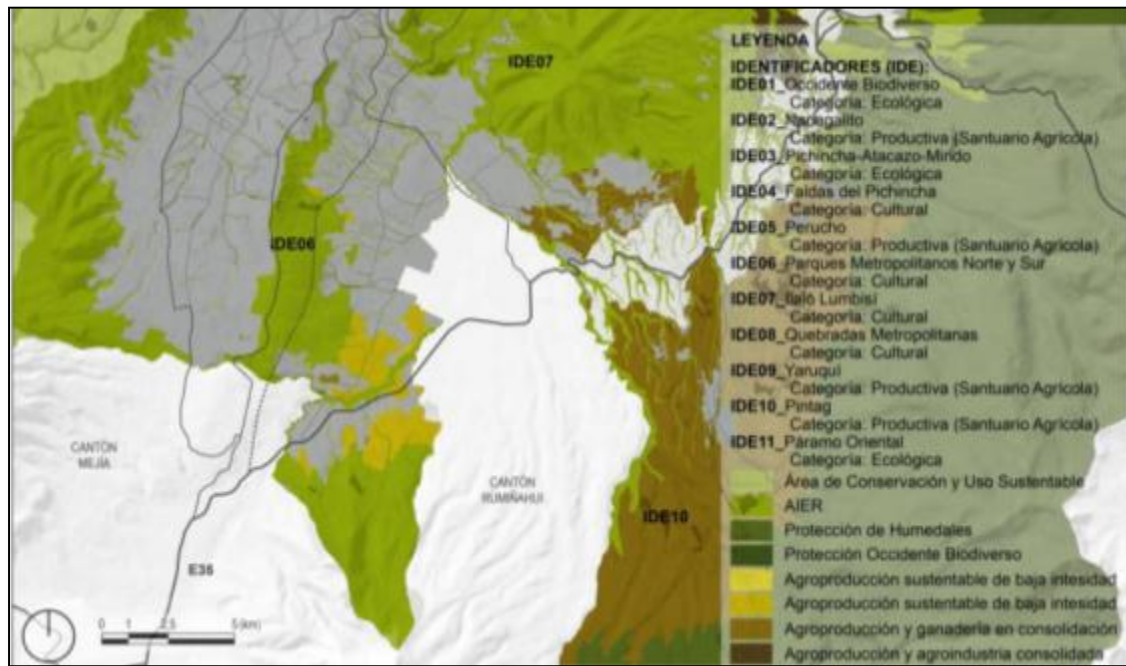 IDE07
IDE06
CANTÓN
MEJÍA
CANTÓN
RUMIÑAHUI
IDE10
E35
0 1 2.5 5 (km)
LEYENDA
IDENTIFICADORES (IDE):
IDE01_Occidente Biodiverso
Categoría: Ecológica
IDE02_Nanegalito
Categoría: Productiva (Santuario Agrícola)
IDE03_Pichincha-Atacazo-Mindo
Categoría: Ecológica
IDE04_Faldas del Pichincha
Categoría: Cultural
IDE05_Perucho
Categoría: Productiva (Santuario Agrícola)
IDE06_Parques Metropolitanos Norte y Sur
Categoría: Cultural
IDE07_Ilaló Lumbisí
Categoría: Cultural
IDE08_Quebradas Metropolitanas
Categoría: Cultural
IDE09_Yaruquí
Categoría: Productiva (Santuario Agrícola)
IDE10_Pintag
Categoría: Productiva (Santuario Agrícola)
IDE11_Páramo Oriental
Categoría: Ecológica
Área de Conservación y Uso Sustentable
AIER
Protección de Humedales
Protección Occidente Biodiverso
Agroproducción sustentable de baja intesidad
Agroproducción sustentable de baja intesidad
Agroproducción y ganadería en consolidación
Agroproducción y agroindustria consolidada